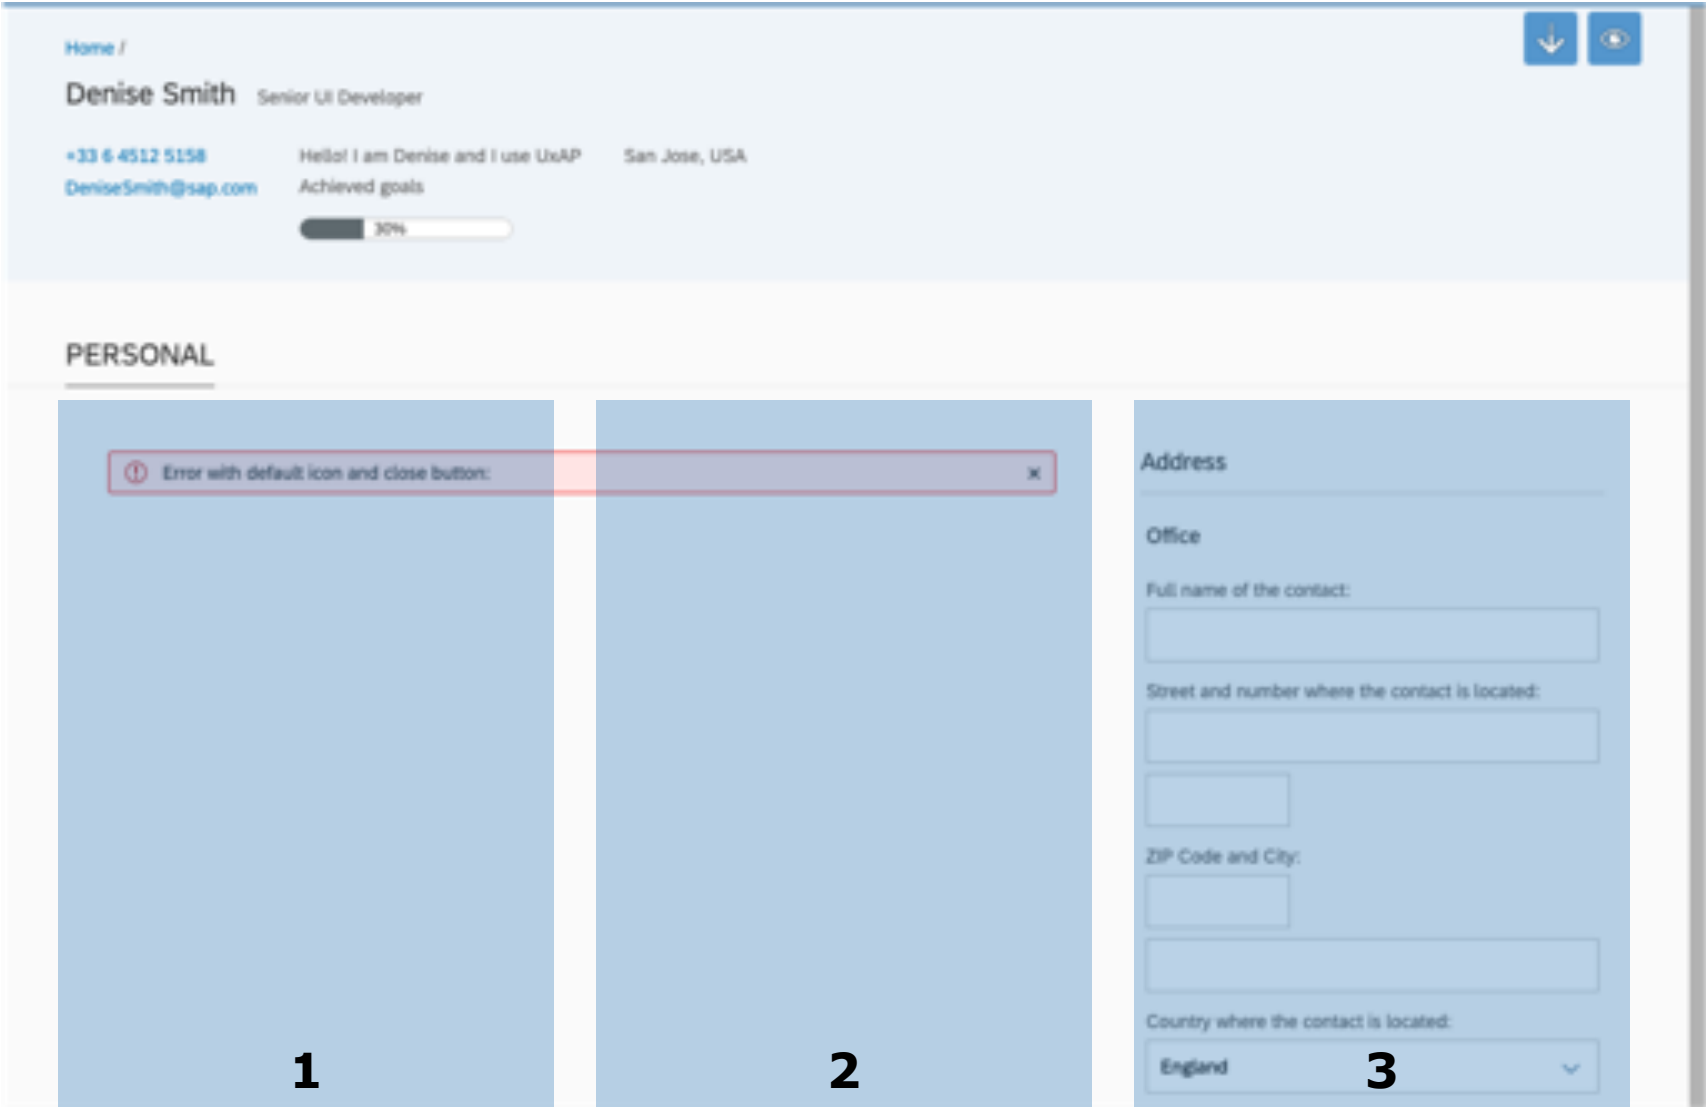 Home /
Denise Smith Senior UI Developer
+33 6 4512 5158 Hello! I am Denise and I use UxAP San Jose, USA
DeniseSmith@sap.com Achieved goals
30%
PERSONAL
Error with default icon and close button:
Address
Office
Full name of the contact:
Street and number where the contact is located:
ZIP Code and City:
Country where the contact is located:
England
1 2 3